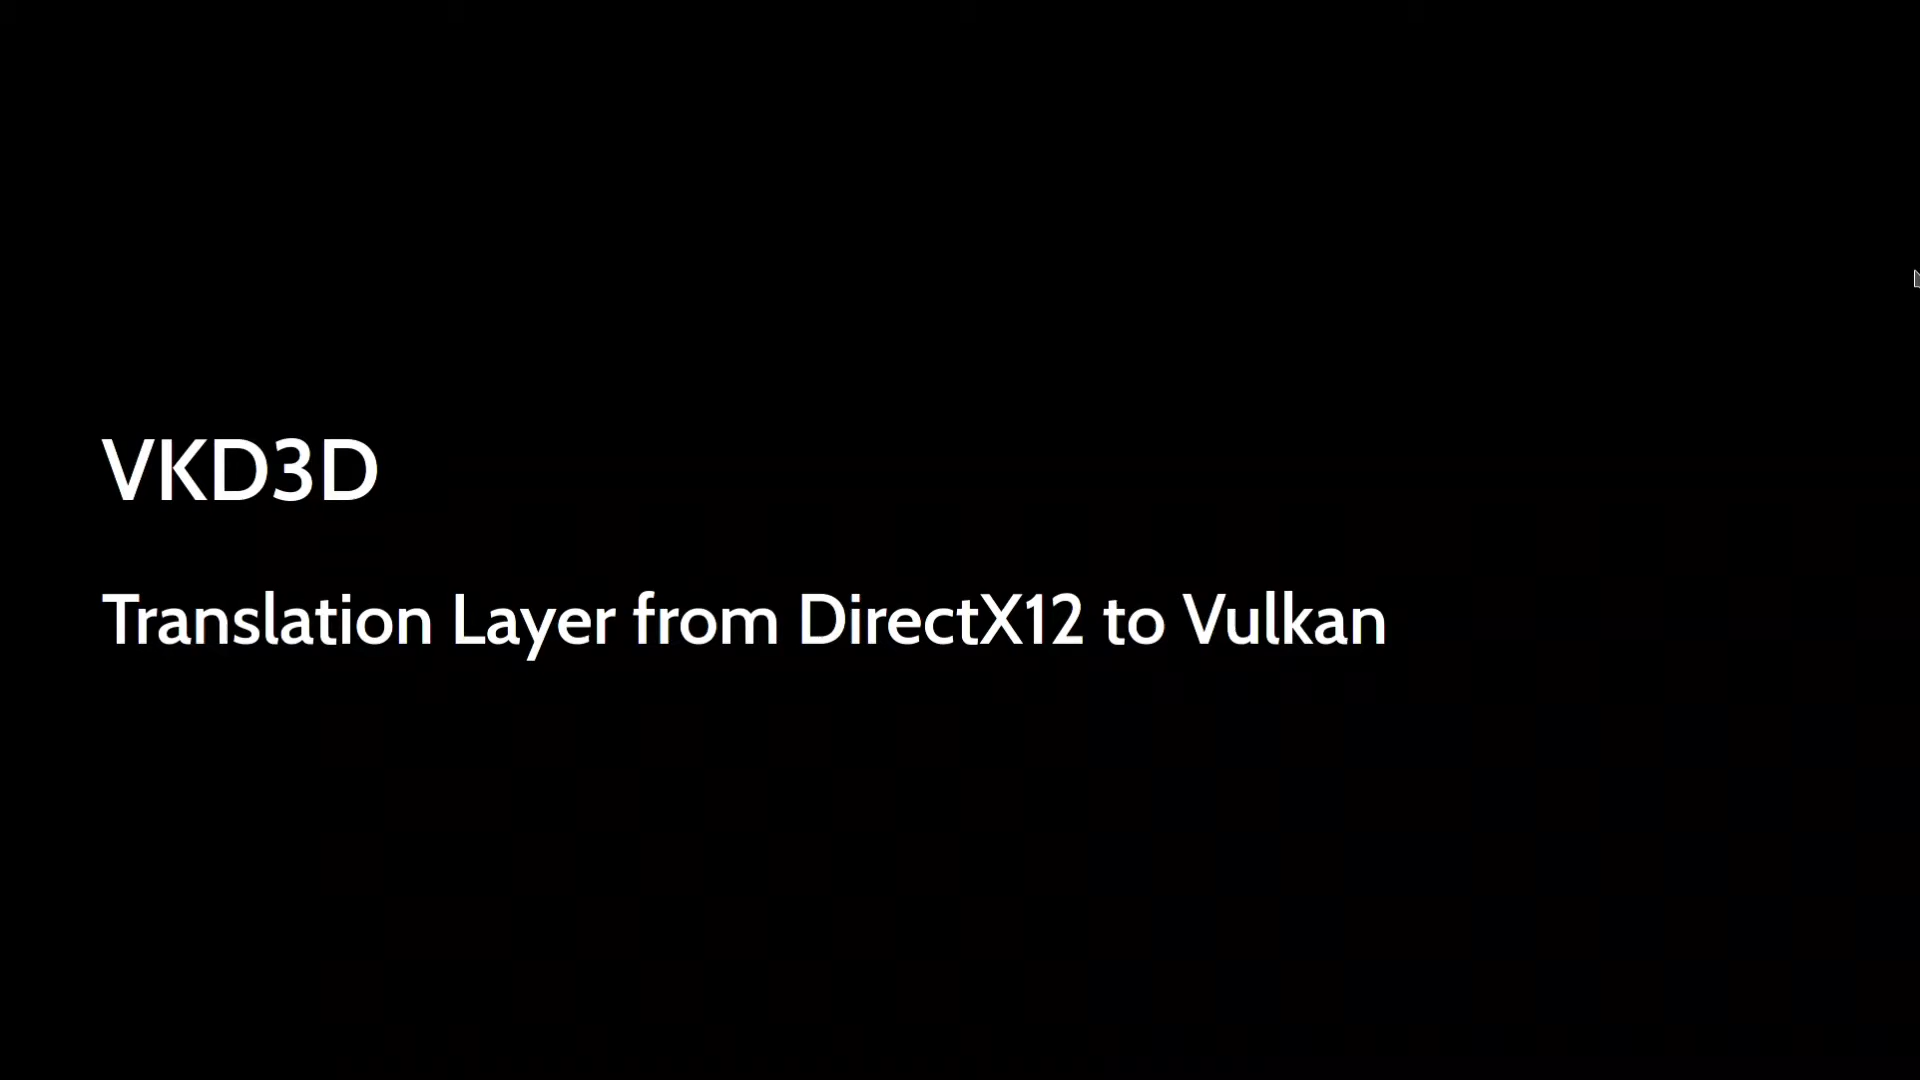 VKD3D
Translation Layer from DirectX12 to Vulkan